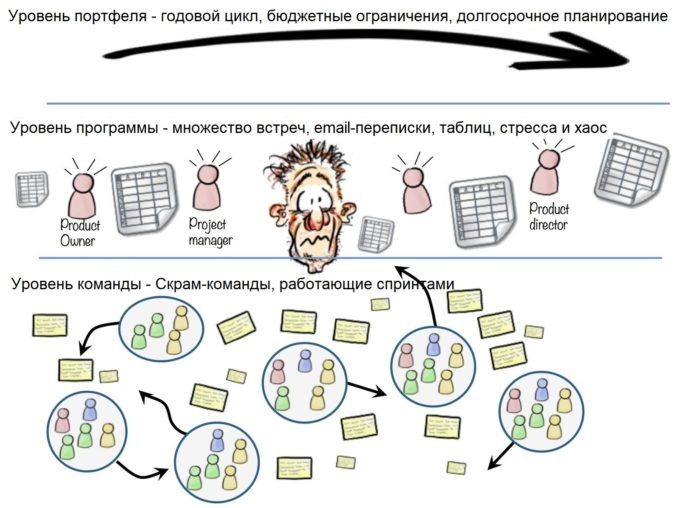 Уровень портфеля - годовой цикл, бюджетные ограничения, долгосрочное планирование
Уровень программы - множество встреч, email-переписки, таблиц, стресса и хаос
Product
Owner
Project
manager
Product
director
Уровень команды - Скрам-команды, работающие спринтами